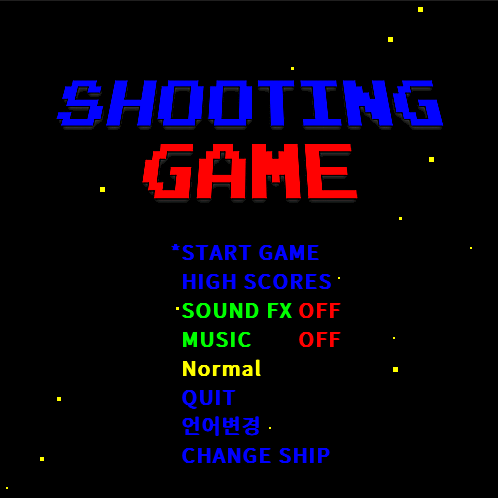 SHOOTING
GAME
*START GAME
HIGH SCORES
SOUND FX OFF
MUSIC OFF
Normal
QUIT
언어변경
CHANGE SHIP